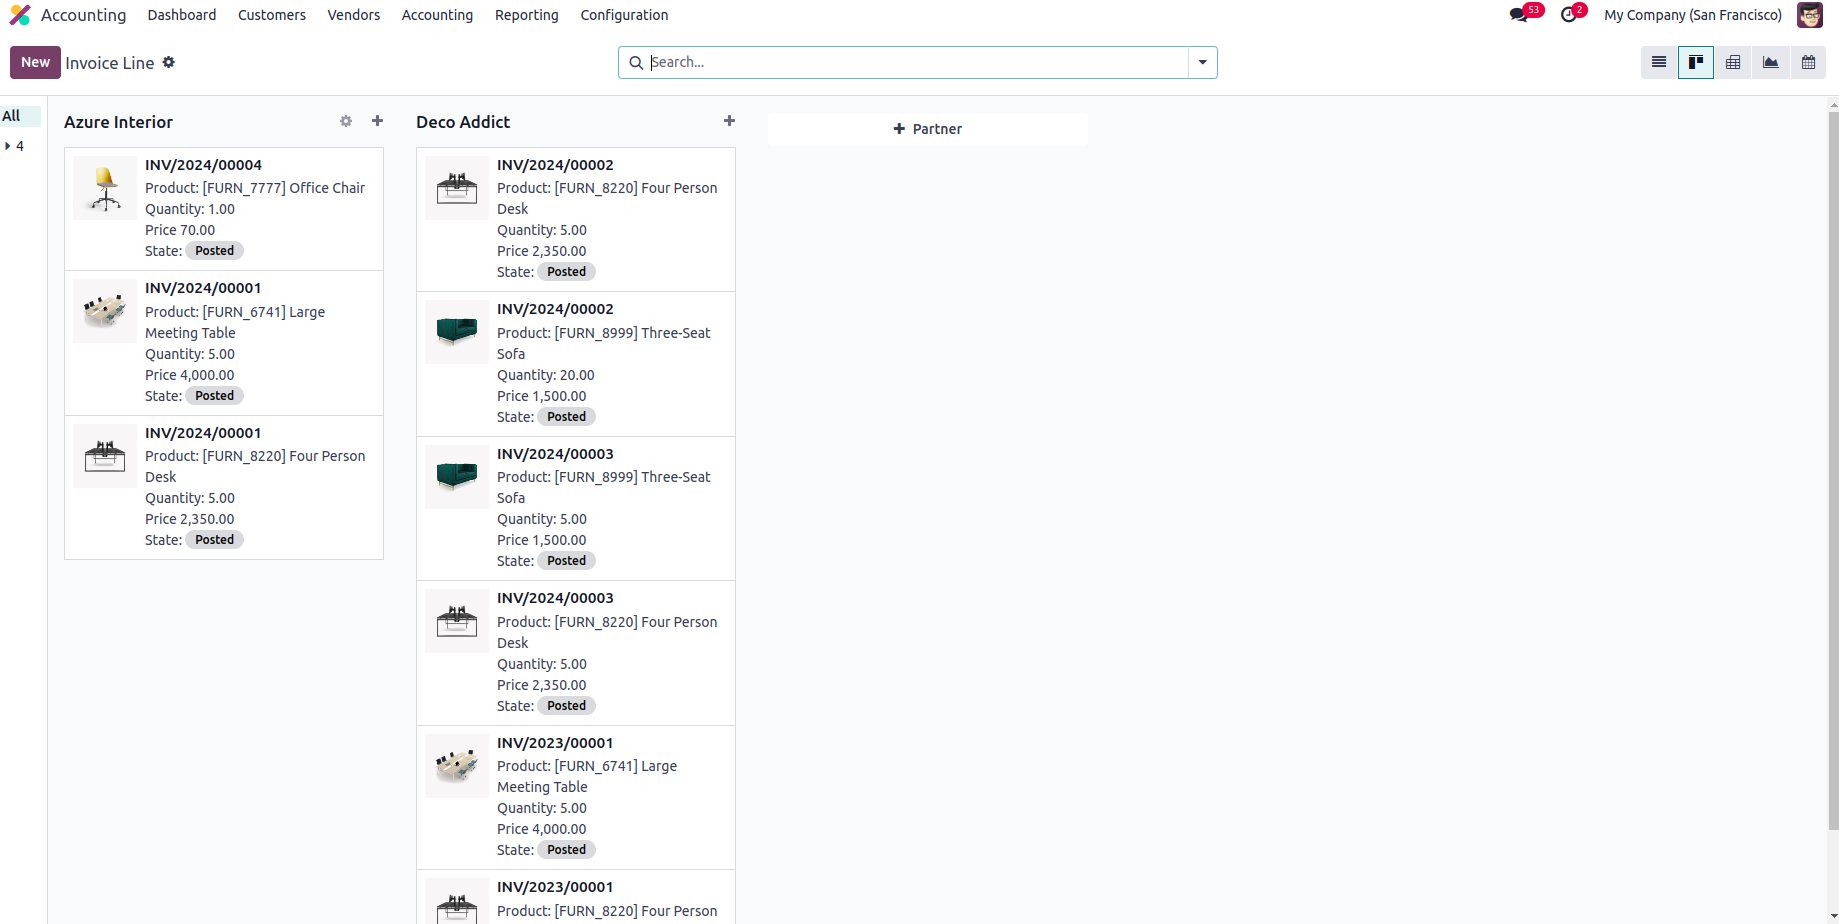 Accounting Dashboard Customers Vendors Accounting Reporting Configuration 53 2 My Company (San Francisco)
New Invoice Line Search...
All
4
Azure Interior
INV/2024/00004
Product: [FURN_7777] Office Chair
Quantity: 1.00
Price 70.00
State: Posted
INV/2024/00001
Product: [FURN_6741] Large
Meeting Table
Quantity: 5.00
Price 4,000.00
State: Posted
INV/2024/00001
Product: [FURN_8220] Four Person
Desk
Quantity: 5.00
Price 2,350.00
State: Posted
Deco Addict
INV/2024/00002
Product: [FURN_8220] Four Person
Desk
Quantity: 5.00
Price 2,350.00
State: Posted
INV/2024/00002
Product: [FURN_8999] Three-Seat
Sofa
Quantity: 20.00
Price 1,500.00
State: Posted
INV/2024/00003
Product: [FURN_8999] Three-Seat
Sofa
Quantity: 5.00
Price 1,500.00
State: Posted
INV/2024/00003
Product: [FURN_8220] Four Person
Desk
Quantity: 5.00
Price 2,350.00
State: Posted
INV/2023/00001
Product: [FURN_6741] Large
Meeting Table
Quantity: 5.00
Price 4,000.00
State: Posted
INV/2023/00001
Product: [FURN_8220] Four Person
+ Partner